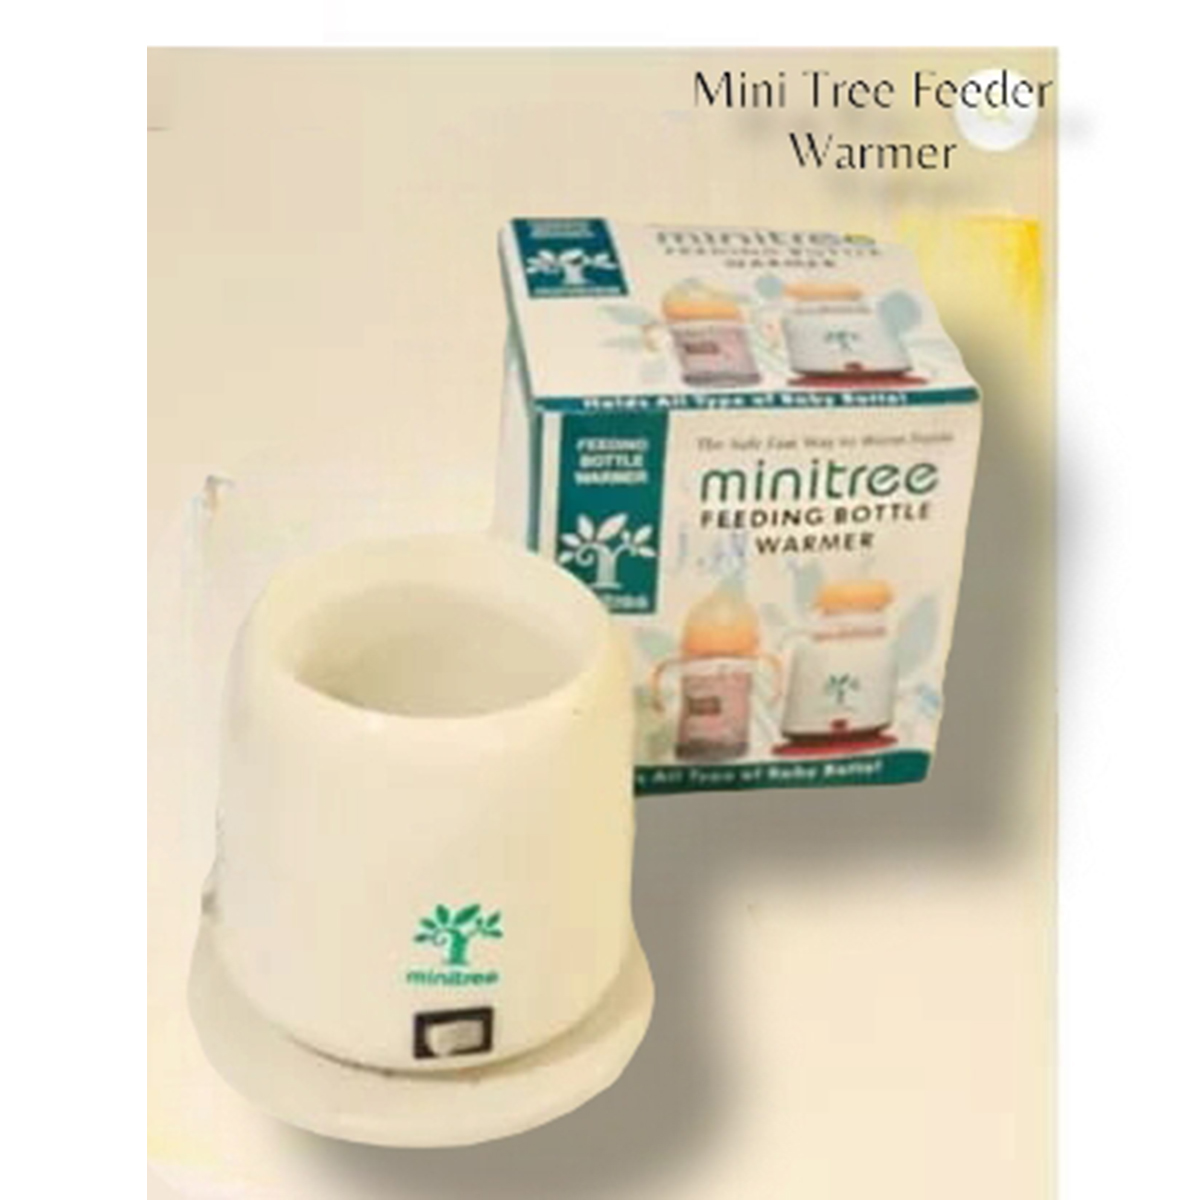 Mini Tree Feeder
Warmer
minitree
FEEDING BOTTLE
WARMER
Holds All Type of Baby Bottel
FEEDING
BOTTLE
WARMER
The Safe Fast Way to Warm Foods
minitree
FEEDING BOTTLE
WARMER
All Type of Baby Bottel
minitree